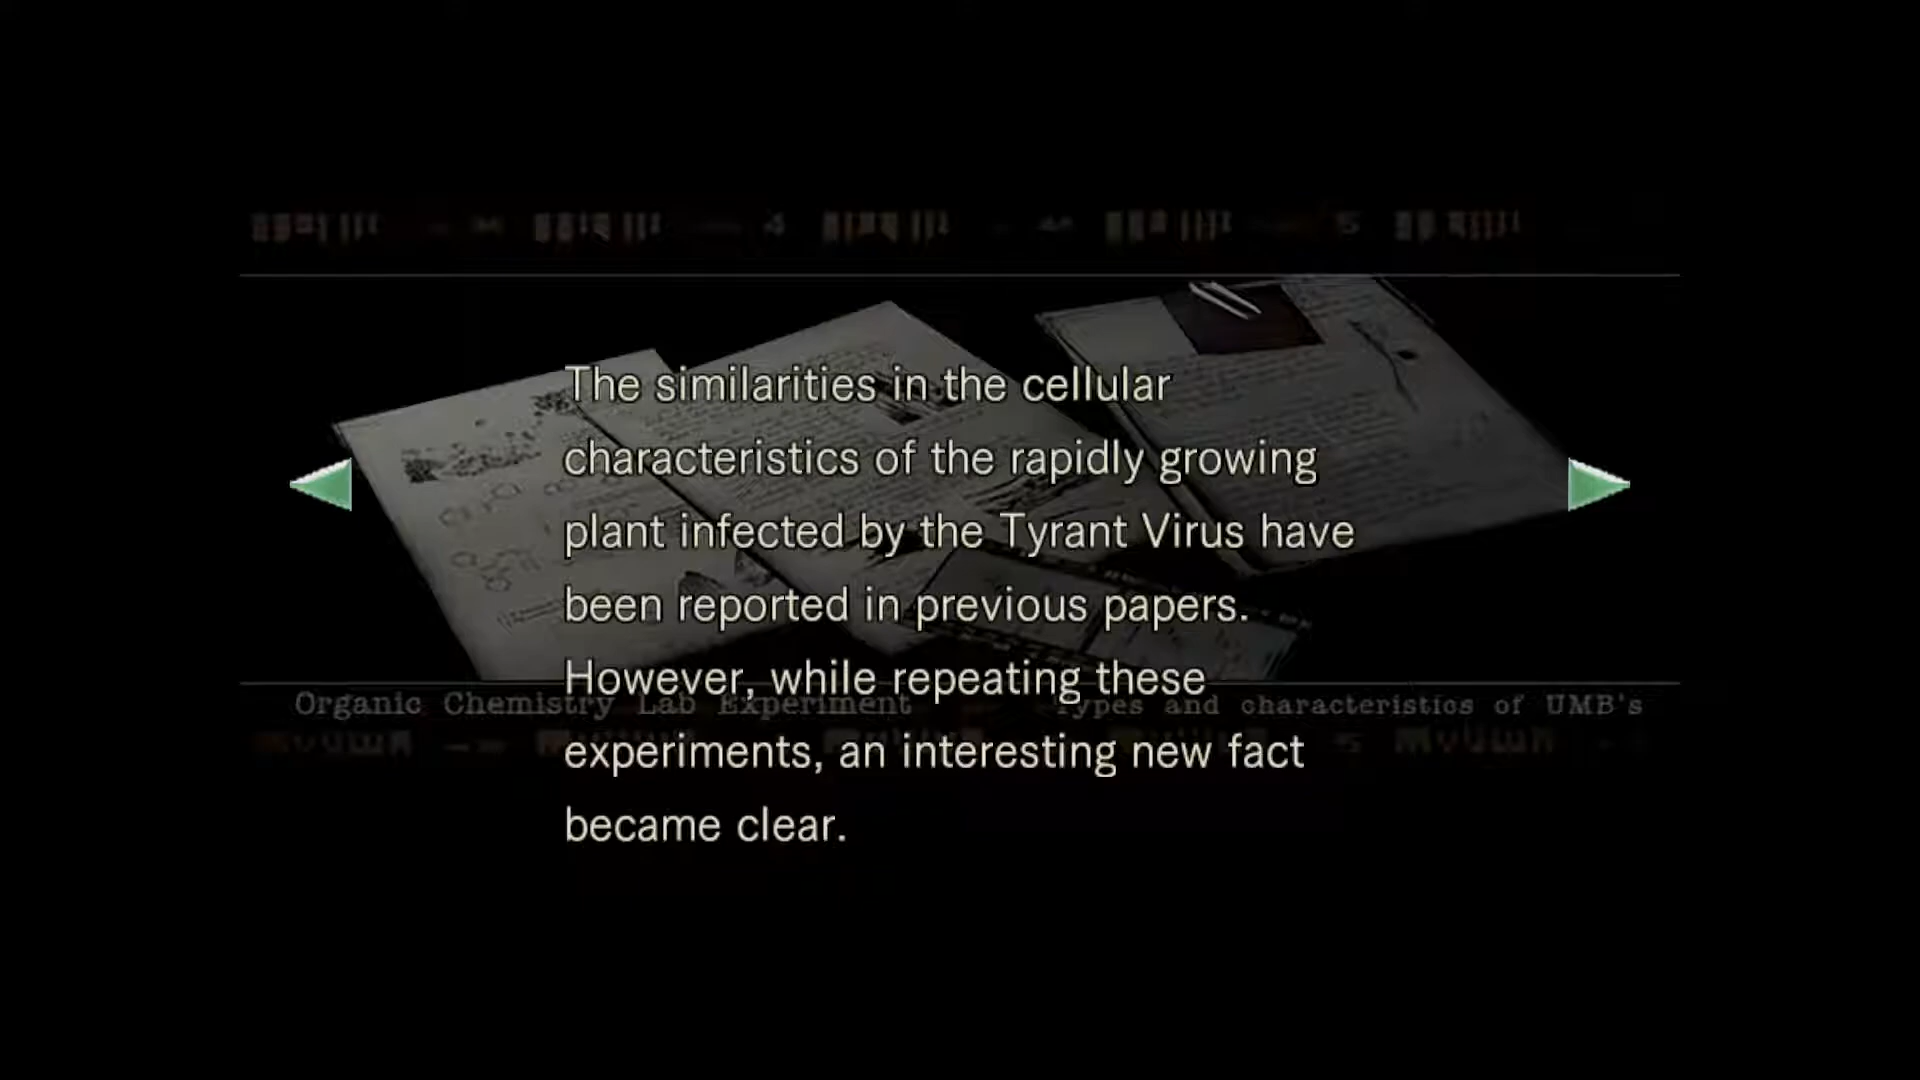 The similarities in the cellular
characteristics of the rapidly growing
plant infected by the Tyrant Virus have
been reported in previous papers.
However, while repeating these
Organic Chemistry Lab Experiment Types and characteristics of UMB's
experiments, an interesting new fact
became clear.